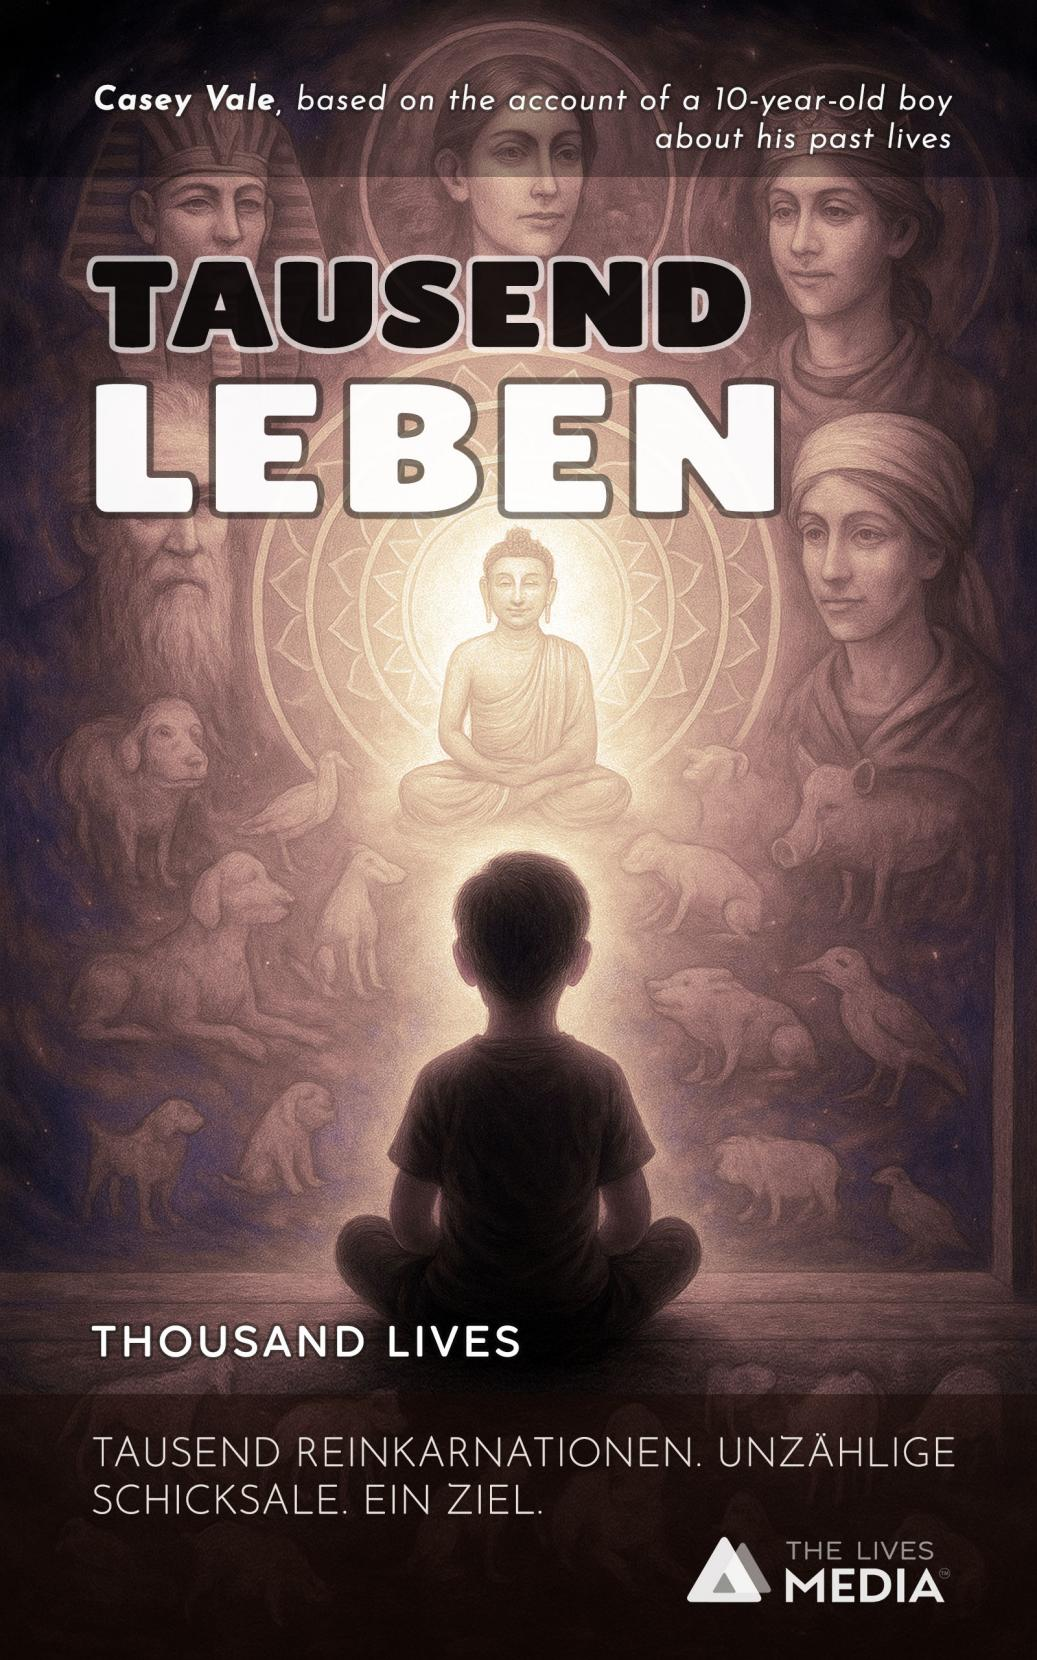 Casey Vale, based on the account of a 10-year-old boy
about his past lives
TAUSEND
LEBEN
THOUSAND LIVES
TAUSEND REINKARNATIONEN. UNZÄHLIGE
SCHICKSALE. EIN ZIEL.
THE LIVES
MEDIA™